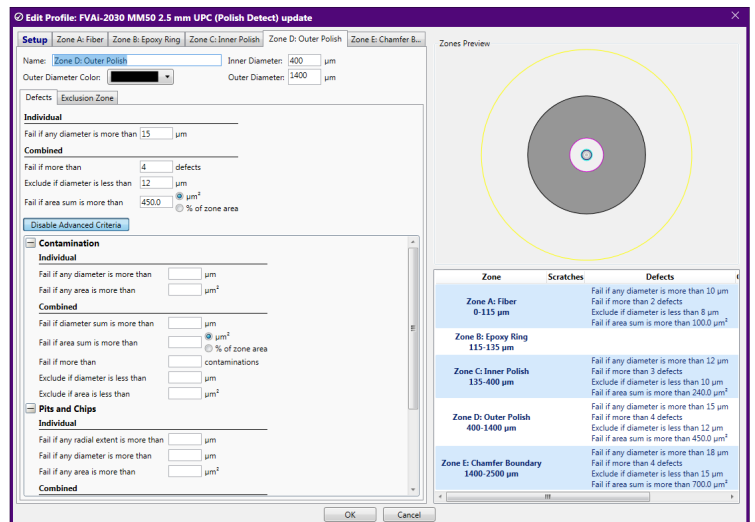 Edit Profile: FVAi-2030 MM50 2.5 mm UPC (Polish Detect) update
Setup Zone A: Fiber Zone B: Epoxy Ring Zone C: Inner Polish Zone D: Outer Polish Zone E: Chamfer B...
Name: Zone D: Outer Polish Inner Diameter: 400 µm
Outer Diameter Color: Outer Diameter: 1400 µm
Defects Exclusion Zone
Individual
Fail if any diameter is more than 15 µm
Combined
Fail if more than 4 defects
Exclude if diameter is less than 12 µm
Fail if area sum is more than 450.0 µm²
% of zone area
Disable Advanced Criteria
Contamination
Individual
Fail if any diameter is more than µm
Fail if any area is more than µm²
Combined
Fail if diameter sum is more than µm
Fail if area sum is more than µm²
% of zone area
Fail if more than contaminations
Exclude if diameter is less than µm
Exclude if area is less than µm²
Pits and Chips
Individual
Fail if any radial extent is more than µm
Fail if any diameter is more than µm
Fail if any area is more than µm²
Combined
Zones Preview
Zone Scratches Defects
Zone A: Fiber
0-115 µm
Fail if any diameter is more than 10 µm
Fail if more than 2 defects
Exclude if diameter is less than 8 µm
Fail if area sum is more than 100.0 µm²
Zone B: Epoxy Ring
115-135 µm
Zone C: Inner Polish
135-400 µm
Fail if any diameter is more than 12 µm
Fail if more than 3 defects
Exclude if diameter is less than 10 µm
Fail if area sum is more than 240.0 µm²
Zone D: Outer Polish
400-1400 µm
Fail if any diameter is more than 15 µm
Fail if more than 4 defects
Exclude if diameter is less than 12 µm
Fail if area sum is more than 450.0 µm²
Zone E: Chamfer Boundary
1400-2500 µm
Fail if any diameter is more than 18 µm
Fail if more than 4 defects
Exclude if diameter is less than 15 µm
Fail if area sum is more than 700.0 µm²
OK Cancel